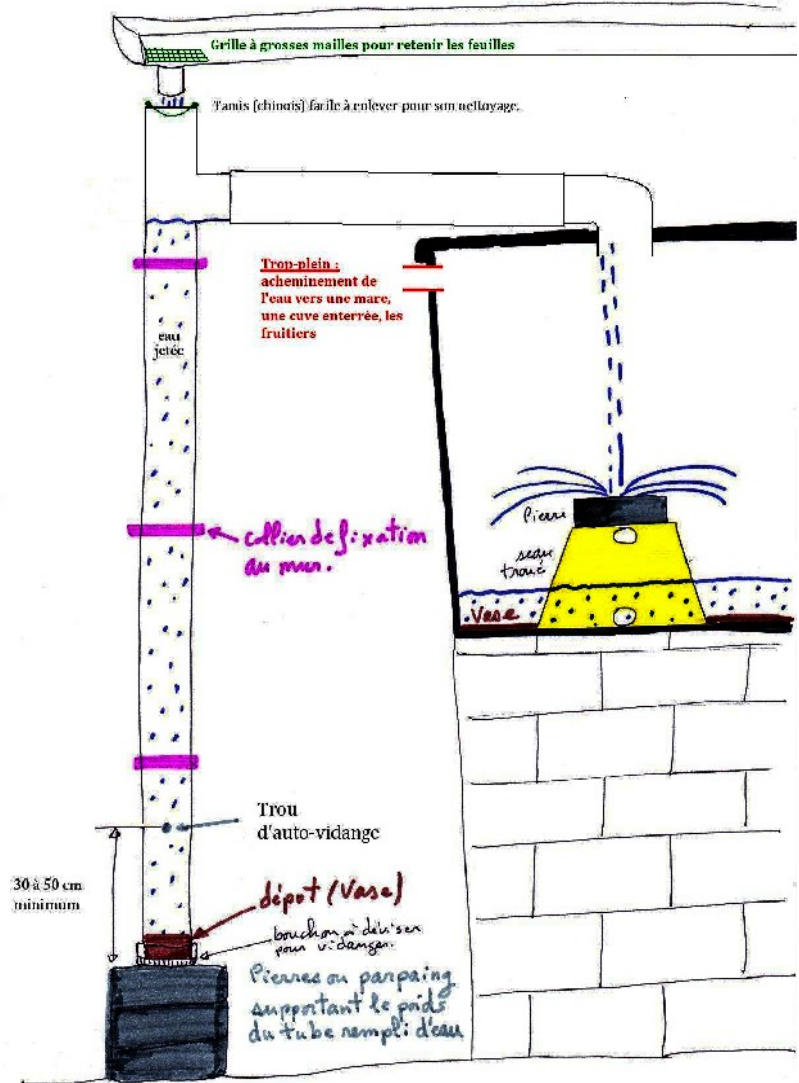 Grille à grosses mailles pour retenir les feuilles
Tamis (chinois) facile à enlever pour son nettoyage.
Trop-plein :
acheminement de
l'eau vers une mare,
une cuve enterrée, les
fruitiers
eau
jetée
Pierre
seau
troué
Vase
collier de fixation
au mur.
Trou
d'auto-vidange
30 à 50 cm
minimum
dépot (Vase)
bouchon à déviser
pour vidanger.
Pierres ou parpaing
supportant le poids
du tube rempli d'eau